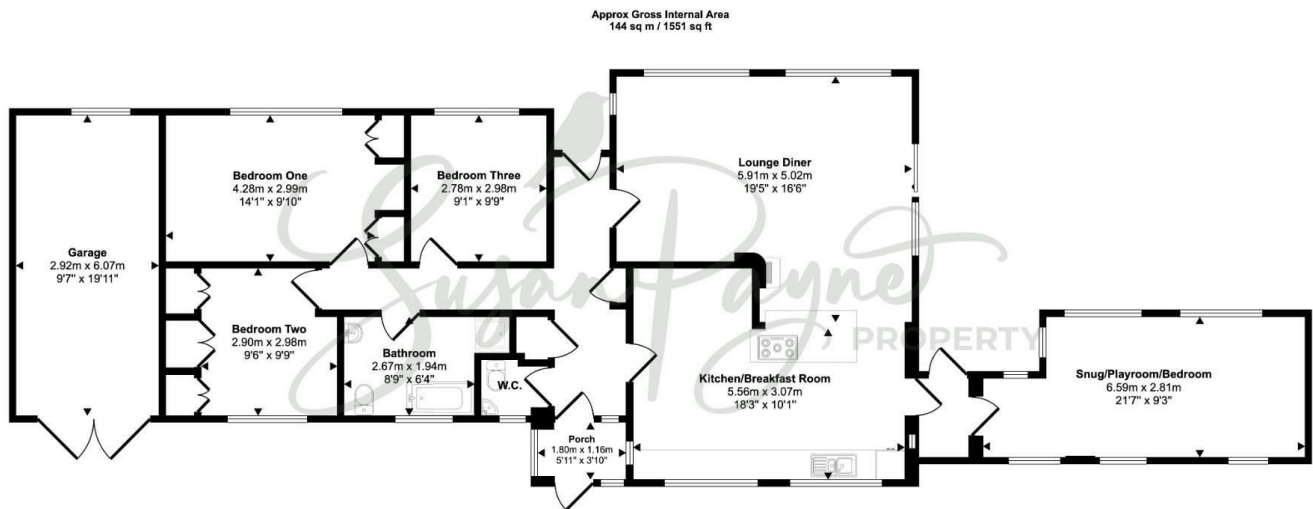 Approx Gross Internal Area
144 sq m / 1551 sq ft
Lounge Diner
5.91m x 5.02m
19'5" x 16'6"
Bedroom One
4.28m x 2.99m
14'1" x 9'10"
Bedroom Three
2.78m x 2.98m
9'1" x 9'9"
Garage
2.92m x 6.07m
9'7" x 19'11"
Susan Payne
PROPERTY
Bedroom Two
2.90m x 2.98m
9'6" x 9'9"
Bathroom
2.67m x 1.94m
8'9" x 6'4"
W.C.
Kitchen/Breakfast Room
5.56m x 3.07m
18'3" x 10'1"
Snug/Playroom/Bedroom
6.59m x 2.81m
21'7" x 9'3"
Porch
1.80m x 1.16m
5'11" x 3'10"